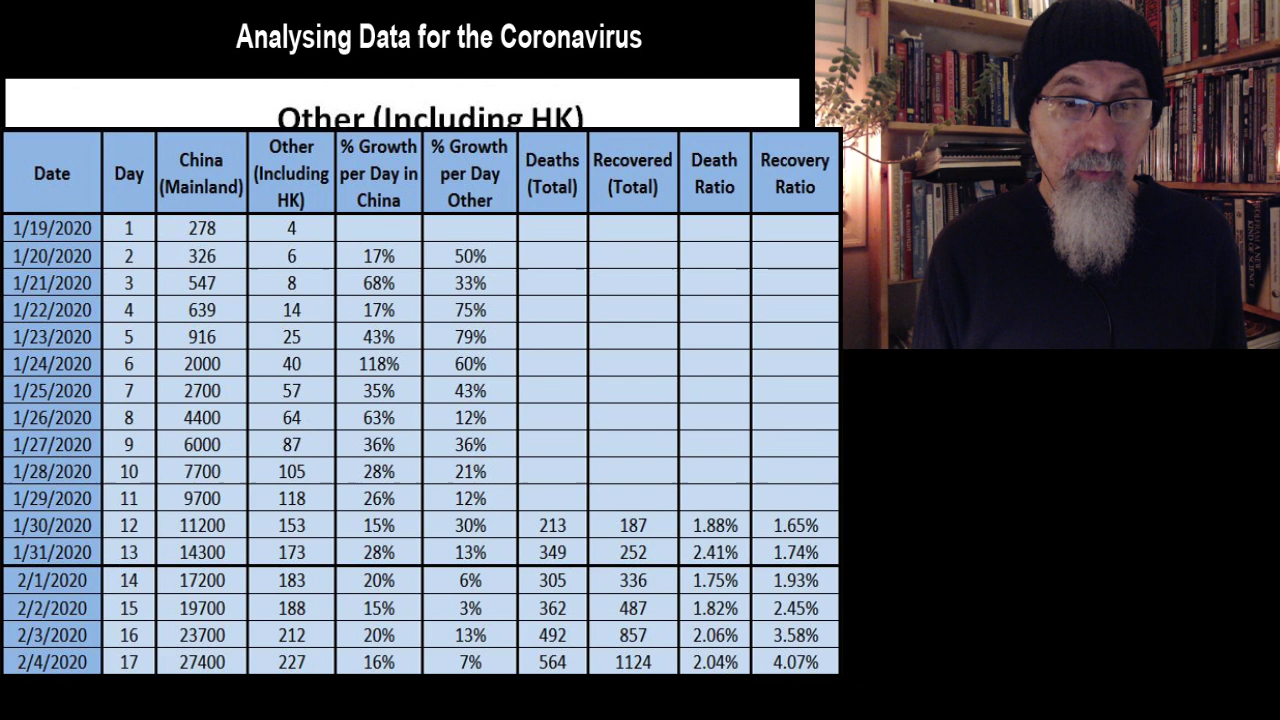 Analysing Data for the Coronavirus
Other (Including HK)
Date Day China (Mainland) Other (Including HK) % Growth per Day in China % Growth per Day Other Deaths (Total) Recovered (Total) Death Ratio Recovery Ratio
1/19/2020 1 278 4
1/20/2020 2 326 6 17% 50%
1/21/2020 3 547 8 68% 33%
1/22/2020 4 639 14 17% 75%
1/23/2020 5 916 25 43% 79%
1/24/2020 6 2000 40 118% 60%
1/25/2020 7 2700 57 35% 43%
1/26/2020 8 4400 64 63% 12%
1/27/2020 9 6000 87 36% 36%
1/28/2020 10 7700 105 28% 21%
1/29/2020 11 9700 118 26% 12%
1/30/2020 12 11200 153 15% 30% 213 187 1.88% 1.65%
1/31/2020 13 14300 173 28% 13% 349 252 2.41% 1.74%
2/1/2020 14 17200 183 20% 6% 305 336 1.75% 1.93%
2/2/2020 15 19700 188 15% 3% 362 487 1.82% 2.45%
2/3/2020 16 23700 212 20% 13% 492 857 2.06% 3.58%
2/4/2020 17 27400 227 16% 7% 564 1124 2.04% 4.07%